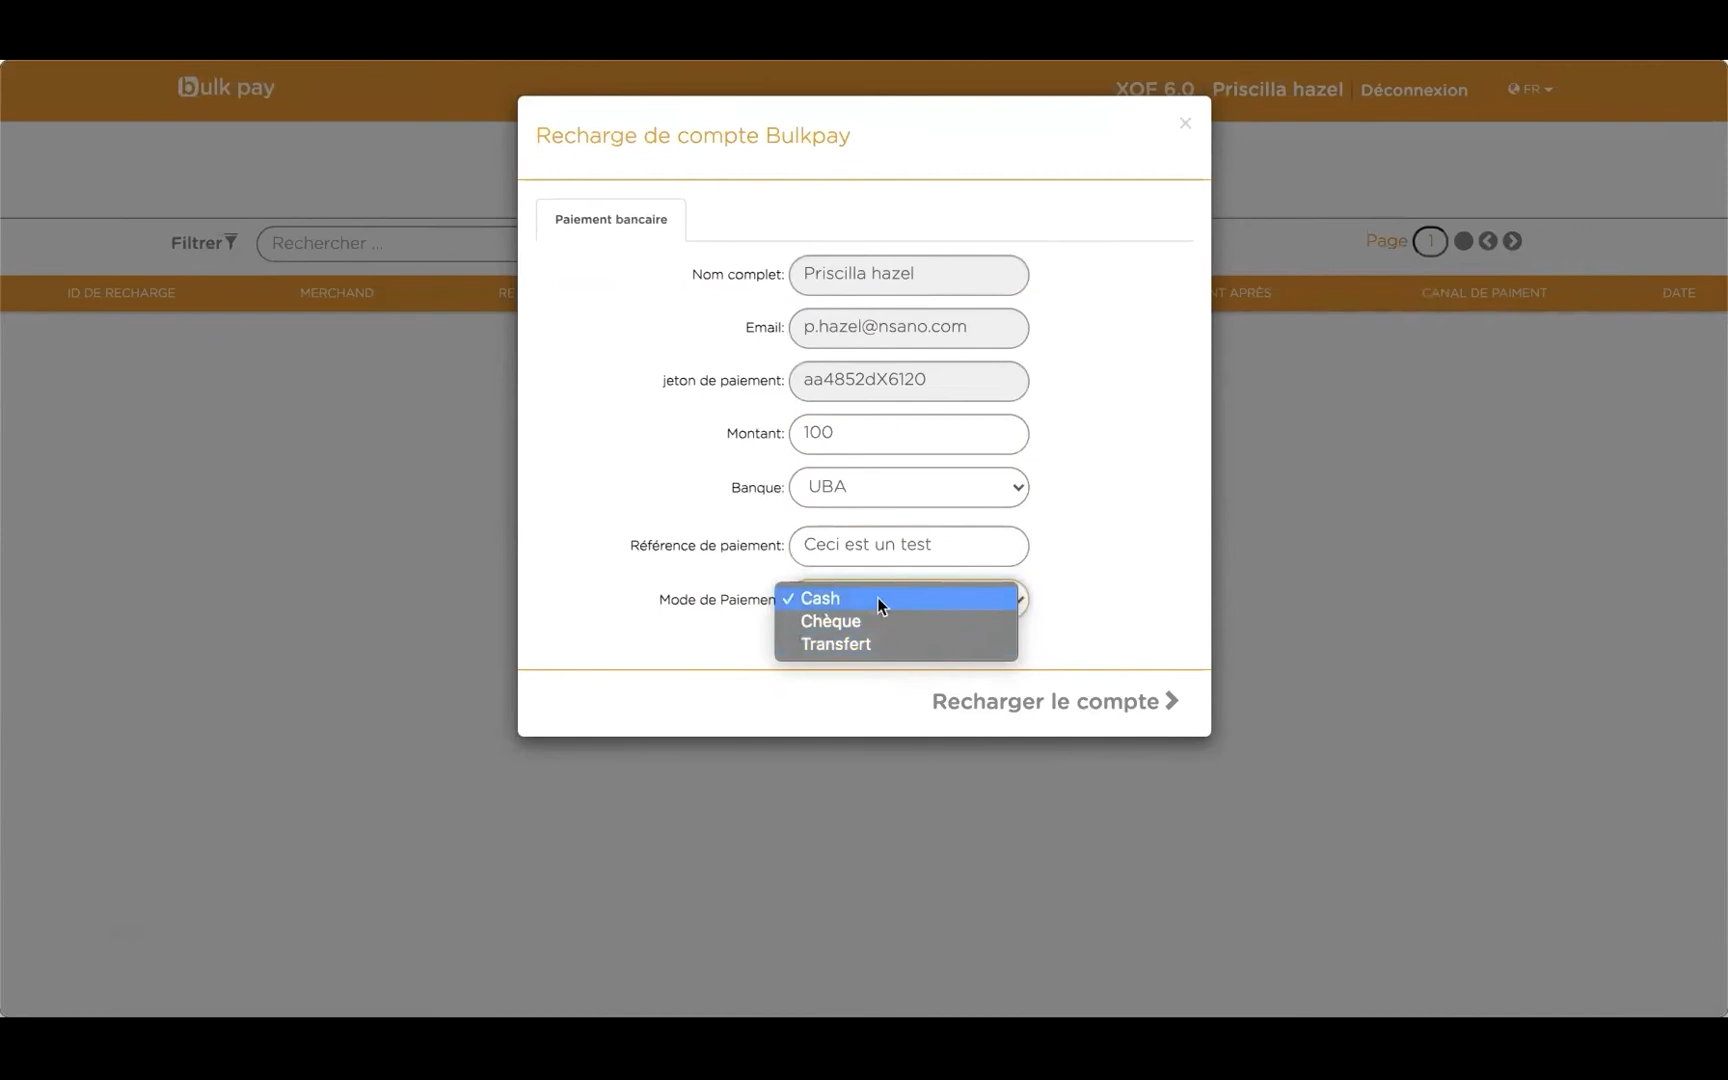 bulk pay
XOF 6.0 Priscilla hazel Déconnexion FR
Recharge de compte Bulkpay
×
Paiement bancaire
Filtrer Rechercher ...
Page 1
ID DE RECHARGE MERCHAND RE NT APRÈS CANAL DE PAIMENT DATE
Nom complet: Priscilla hazel
Email: p.hazel@nsano.com
jeton de paiement: aa4852dX6120
Montant: 100
Banque: UBA
Référence de paiement: Ceci est un test
Mode de Paiemen ✓ Cash
Chèque
Transfert
Recharger le compte